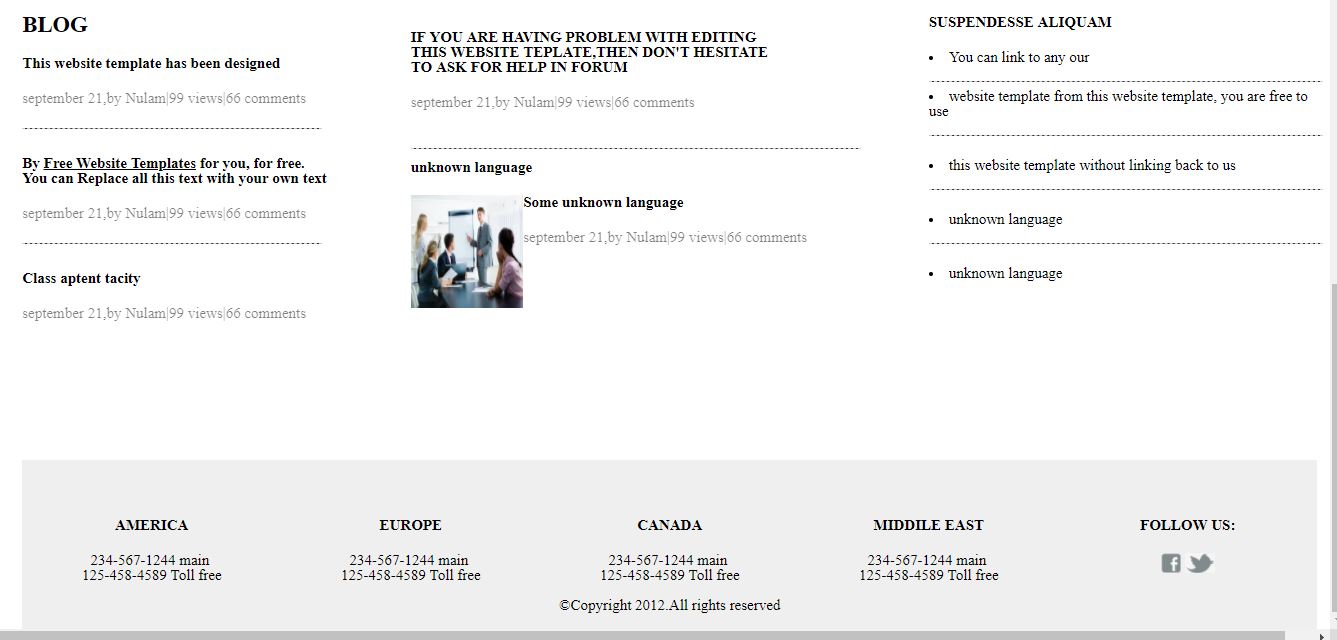 BLOG
This website template has been designed
september 21,by Nulam|99 views|66 comments
By Free Website Templates for you, for free.
You can Replace all this text with your own text
september 21,by Nulam|99 views|66 comments
Class aptent tacity
september 21,by Nulam|99 views|66 comments
IF YOU ARE HAVING PROBLEM WITH EDITING
THIS WEBSITE TEPLATE,THEN DON'T HESITATE
TO ASK FOR HELP IN FORUM
september 21,by Nulam|99 views|66 comments
unknown language
Some unknown language
september 21,by Nulam|99 views|66 comments
SUSPENDESSE ALIQUAM
• You can link to any our
• website template from this website template, you are free to
use
• this website template without linking back to us
• unknown language
• unknown language
AMERICA
234-567-1244 main
125-458-4589 Toll free
EUROPE
234-567-1244 main
125-458-4589 Toll free
CANADA
234-567-1244 main
125-458-4589 Toll free
MIDDILE EAST
234-567-1244 main
125-458-4589 Toll free
FOLLOW US:
©Copyright 2012.All rights reserved